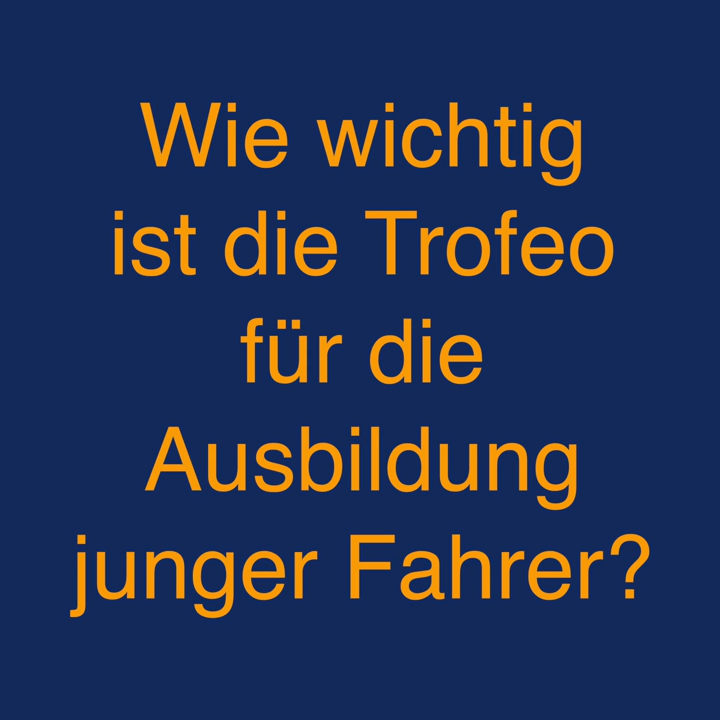 Wie wichtig
ist die Trofeo
für die
Ausbildung
junger Fahrer?